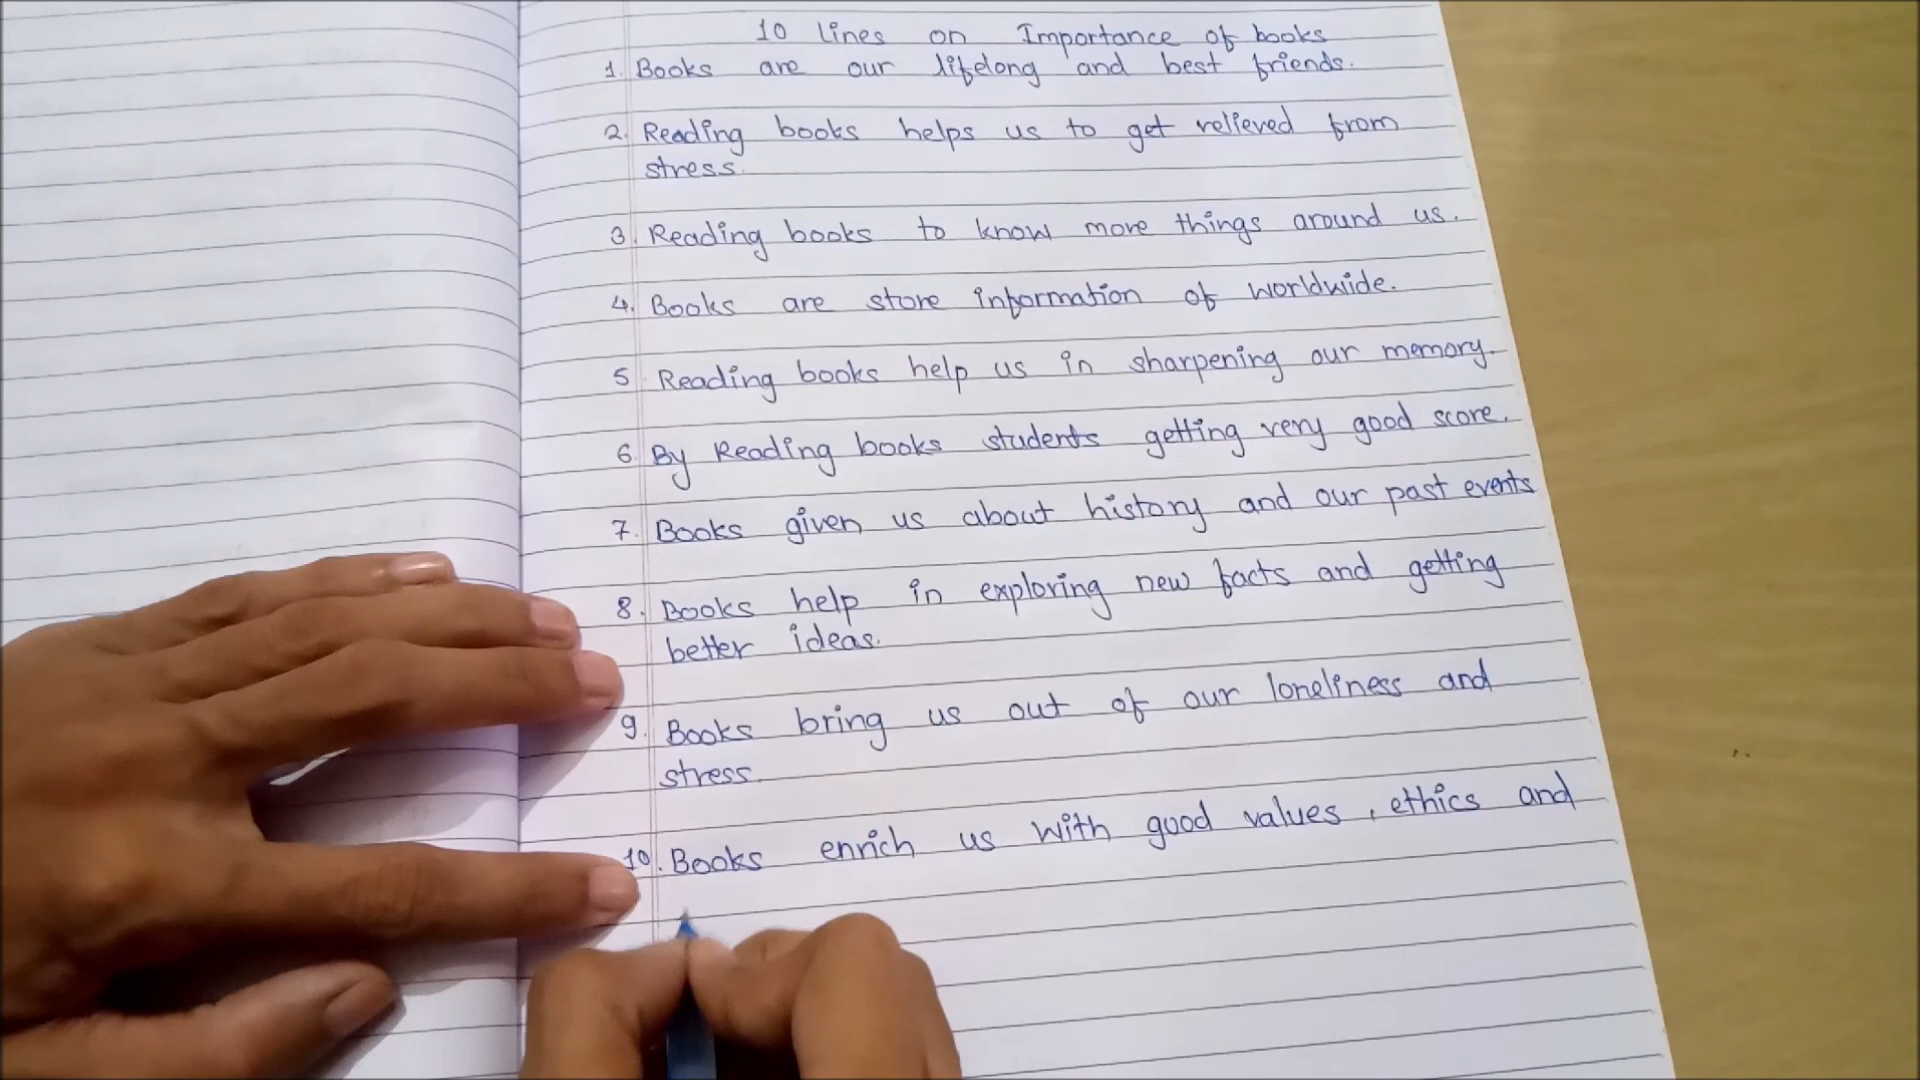 10 lines on Importance of books
1. Books are our lifelong and best friends.
2. Reading books helps us to get relieved from
stress.
3. Reading books to know more things around us.
4. Books are store information of worldwide.
5. Reading books help us in sharpening our memory.
6. By Reading books students getting very good score.
7. Books given us about history and our past events
8. Books help in exploring new facts and getting
better ideas.
9. Books bring us out of our loneliness and
stress.
10. Books enrich us with good values, ethics and